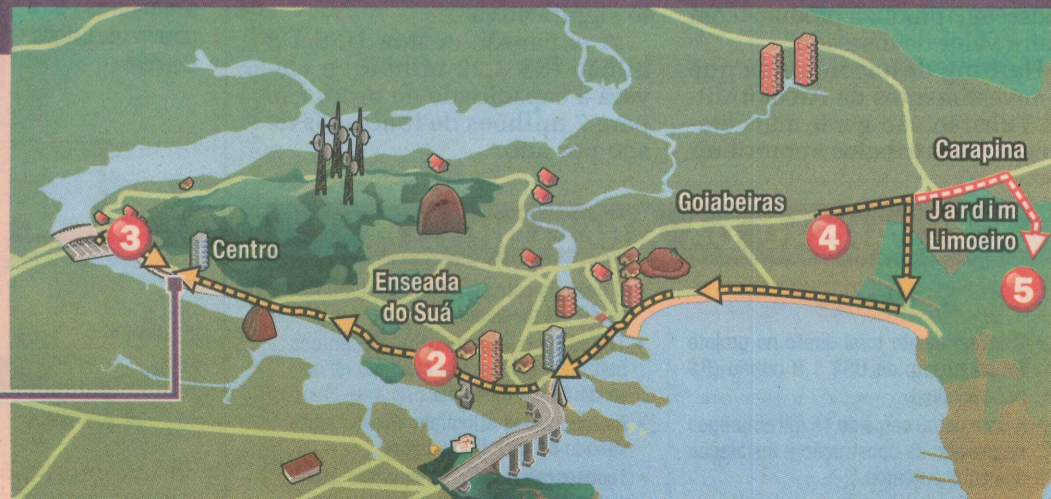 Carapina
Goiabeiras
Jardim
Limoeiro
3
Centro
4
5
Enseada
do Suá
2